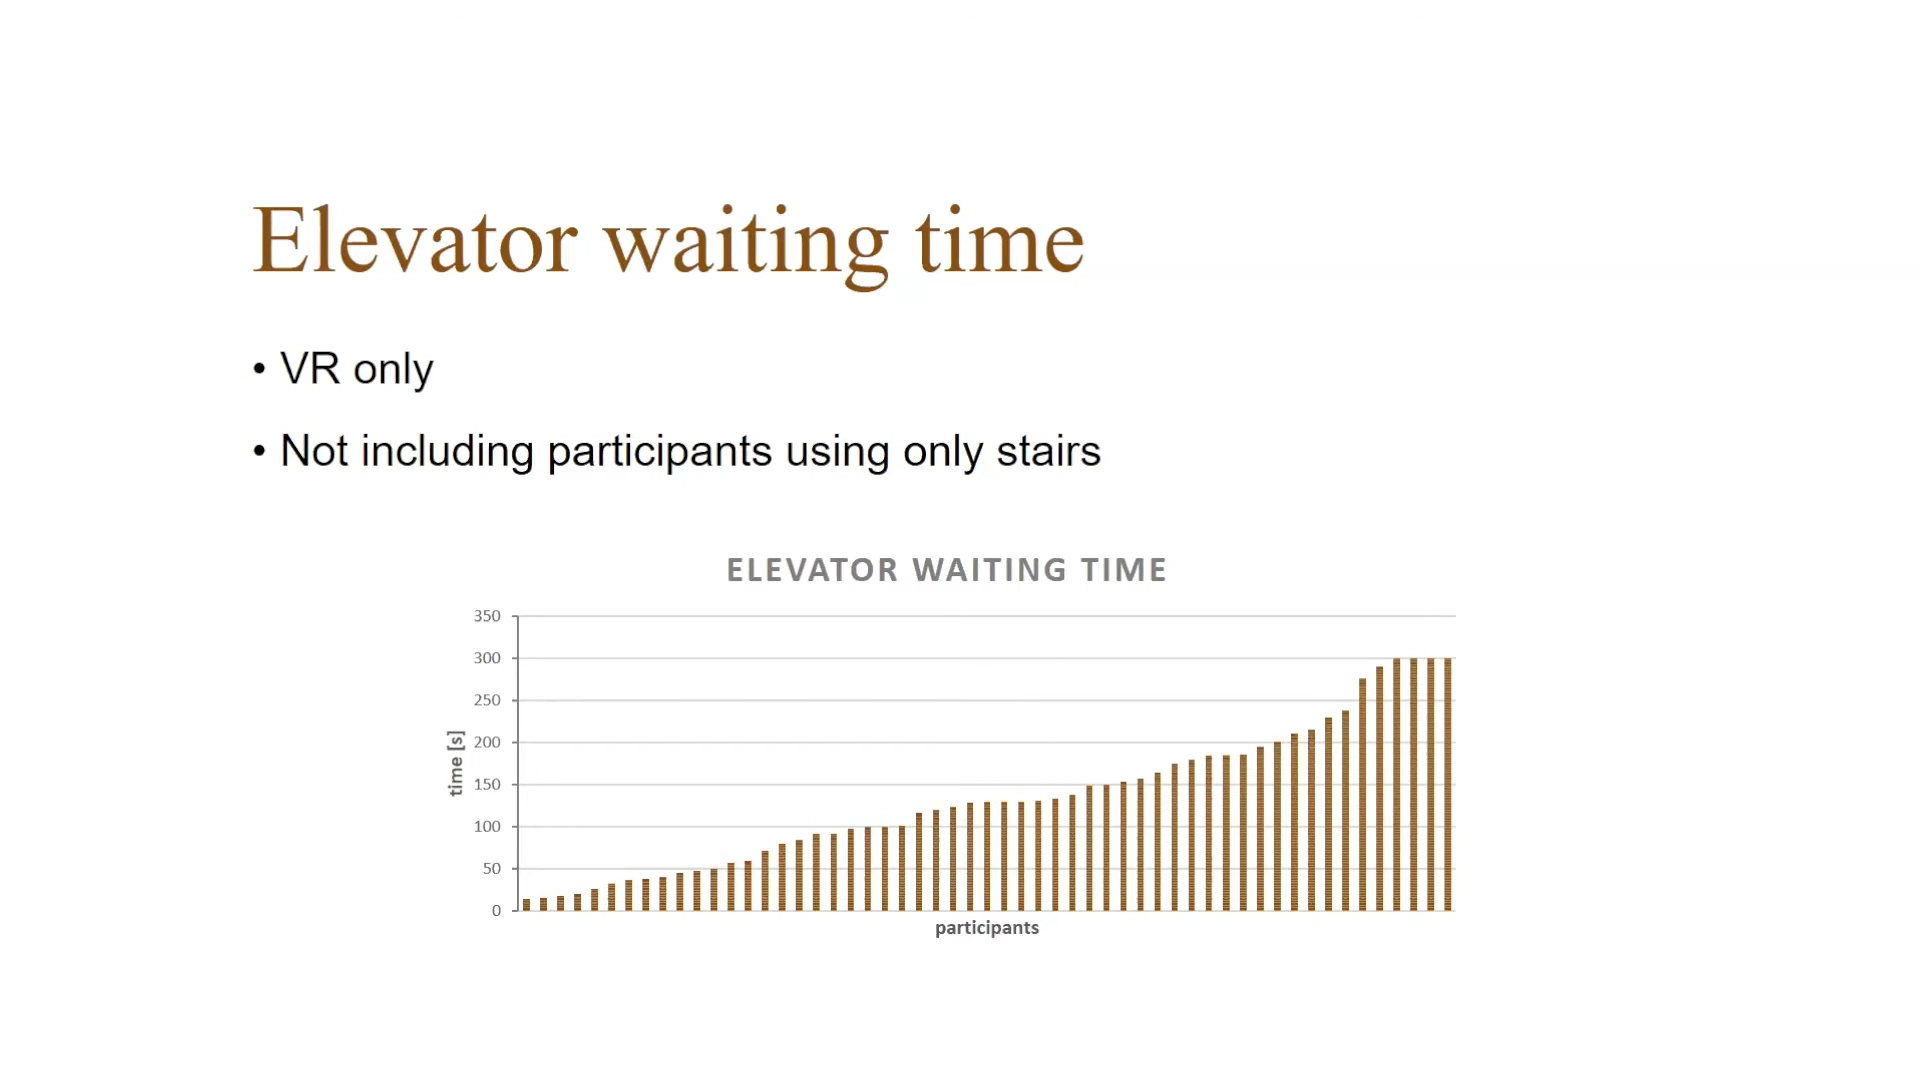 Elevator waiting time
• VR only
• Not including participants using only stairs
ELEVATOR WAITING TIME
350
300
250
200
150
100
50
0
time [s]
participants